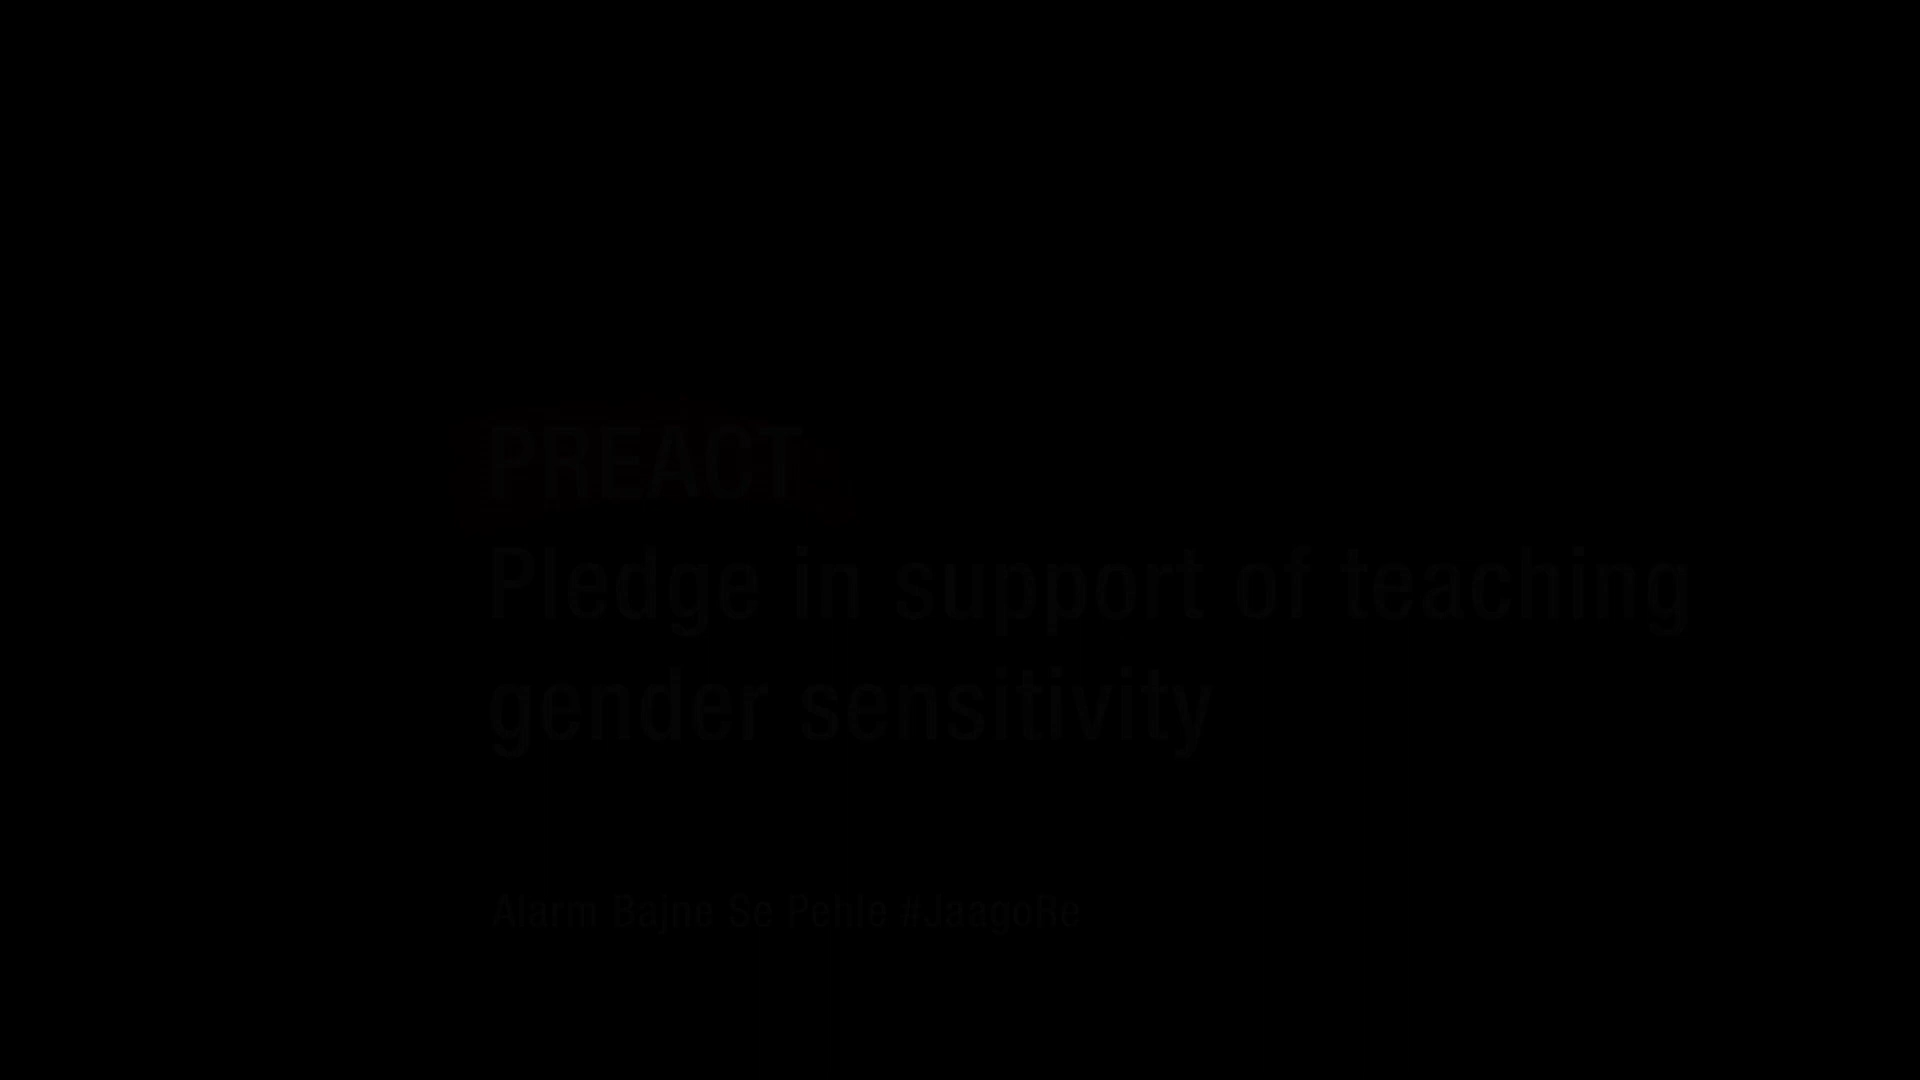 PREACT
Pledge in support of teaching
gender sensitivity
Alarm Bajne Se Pehle #JaagoRe